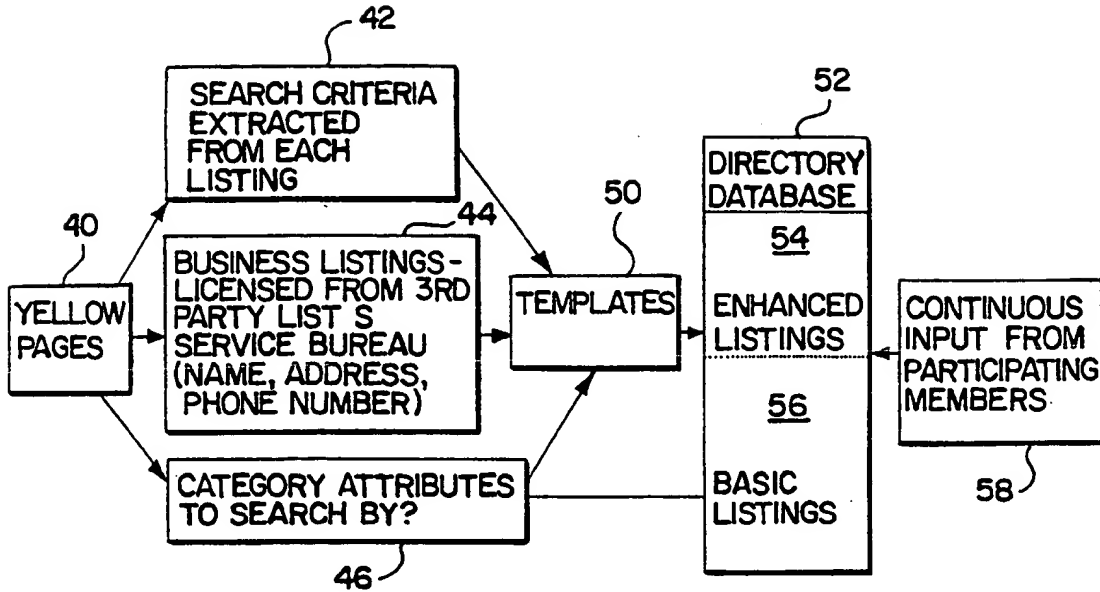 42
SEARCH CRITERIA
EXTRACTED
FROM EACH
LISTING
40
YELLOW
PAGES
44
BUSINESS LISTINGS-
LICENSED FROM 3RD
PARTY LIST S
SERVICE BUREAU
(NAME, ADDRESS,
PHONE NUMBER)
CATEGORY ATTRIBUTES
TO SEARCH BY?
46
50
TEMPLATES
52
DIRECTORY
DATABASE
54
ENHANCED
LISTINGS
56
BASIC
LISTINGS
CONTINUOUS
INPUT FROM
PARTICIPATING
MEMBERS
58